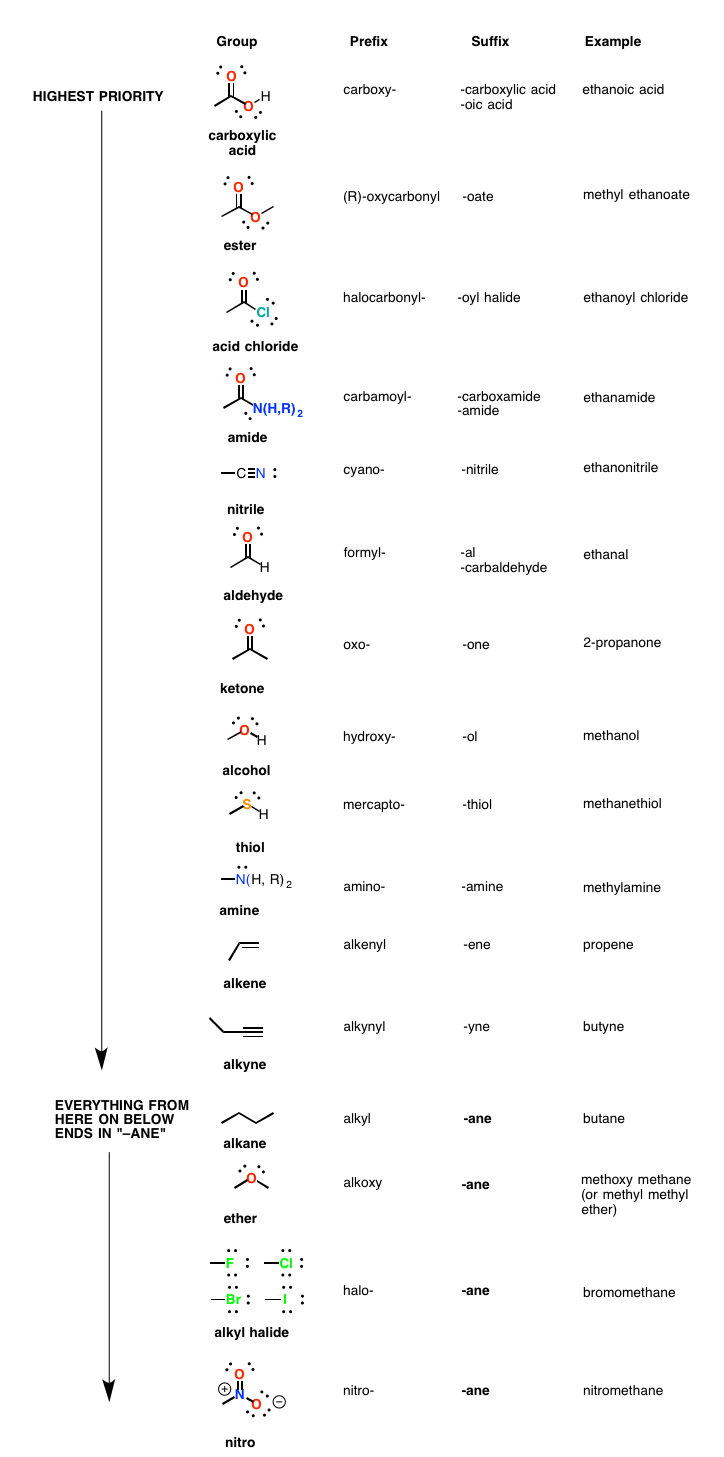 Group Prefix Suffix Example
HIGHEST PRIORITY
O
O H
carboxylic
acid
carboxy-
-carboxylic acid
-oic acid
ethanoic acid
O
O
ester
(R)-oxycarbonyl
-oate
methyl ethanoate
O
Cl
acid chloride
halocarbonyl-
-oyl halide
ethanoyl chloride
O
N(H,R)2
amide
carbamoyl-
-carboxamide
-amide
ethanamide
C≡N
nitrile
cyano-
-nitrile
ethanonitrile
O
H
aldehyde
formyl-
-al
-carbaldehyde
ethanal
O
ketone
oxo-
-one
2-propanone
O
H
alcohol
hydroxy-
-ol
methanol
S
H
thiol
mercapto-
-thiol
methanethiol
N(H, R)2
amine
amino-
-amine
methylamine
alkene
alkenyl
-ene
propene
alkyne
alkynyl
-yne
butyne
EVERYTHING FROM
HERE ON BELOW
ENDS IN "–ANE"
alkane
alkyl
-ane
butane
O
ether
alkoxy
-ane
methoxy methane
(or methyl methyl
ether)
F Cl
Br I
alkyl halide
halo-
-ane
bromomethane
O
+ N O −
nitro
nitro-
-ane
nitromethane